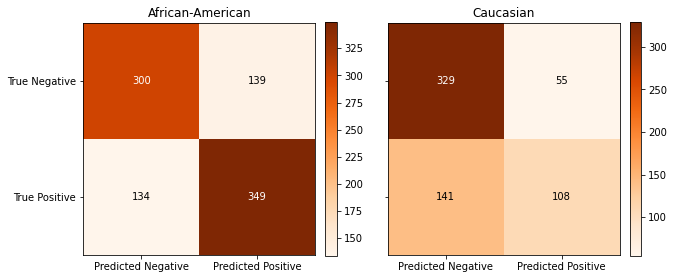 African-American
Caucasian
True Negative
True Positive
300
139
134
349
Predicted Negative
Predicted Positive
325
300
275
250
225
200
175
150
329
55
141
108
Predicted Negative
Predicted Positive
300
250
200
150
100